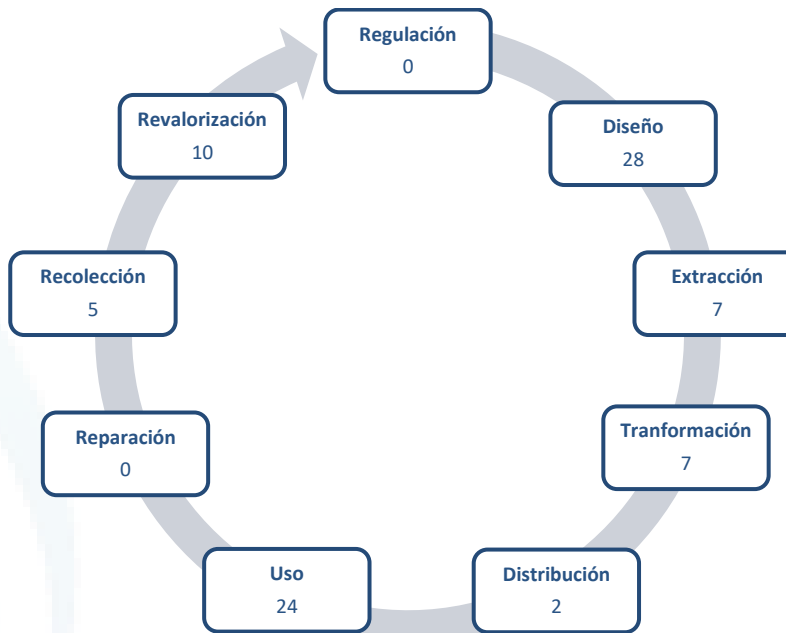 Regulación
0
Diseño
28
Extracción
7
Tranformación
7
Distribución
2
Uso
24
Reparación
0
Recolección
5
Revalorización
10